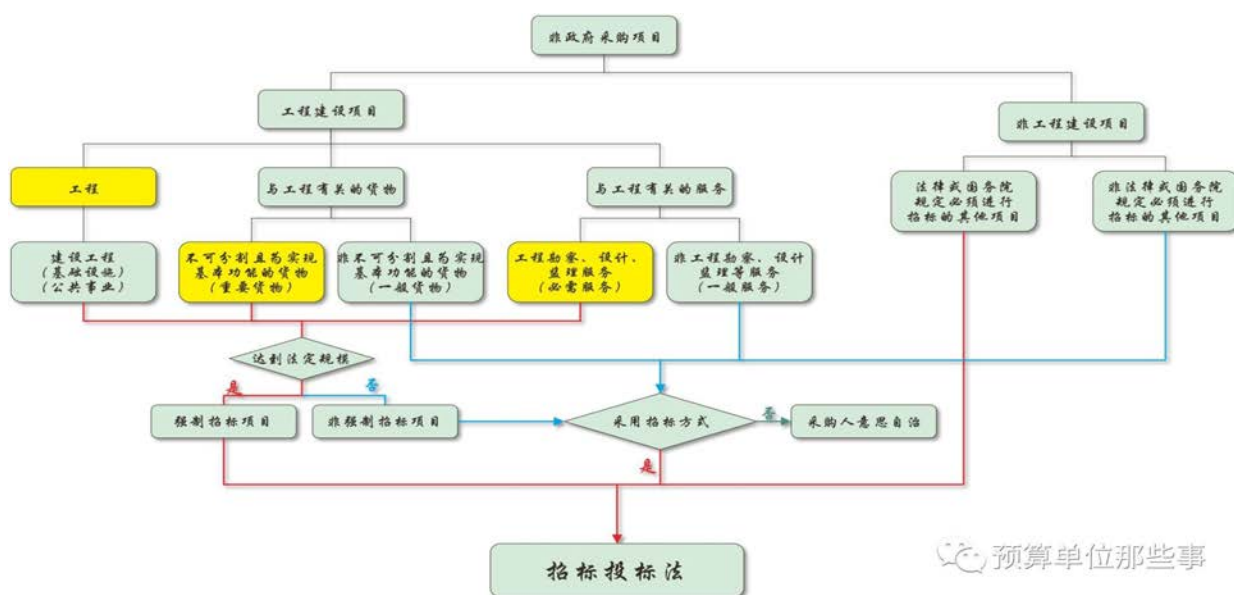 非政府采购项目
工程建设项目
非工程建设项目
工程
与工程有关的货物
与工程有关的服务
法律或国务院
规定必须进行
招标的其他项目
非法律或国务院
规定必须进行
招标的其他项目
建设工程
(基础设施)
(公共事业)
不可分割且为实现
基本功能的货物
(重要货物)
非不可分割且为实现
基本功能的货物
(一般货物)
工程勘察、设计、
监理服务
(必需服务)
非工程勘察、设计
监理等服务
(一般服务)
达到法定规模
是
否
强制招标项目
非强制招标项目
采用招标方式
否
采购人意思自治
是
招标投标法
预算单位那些事